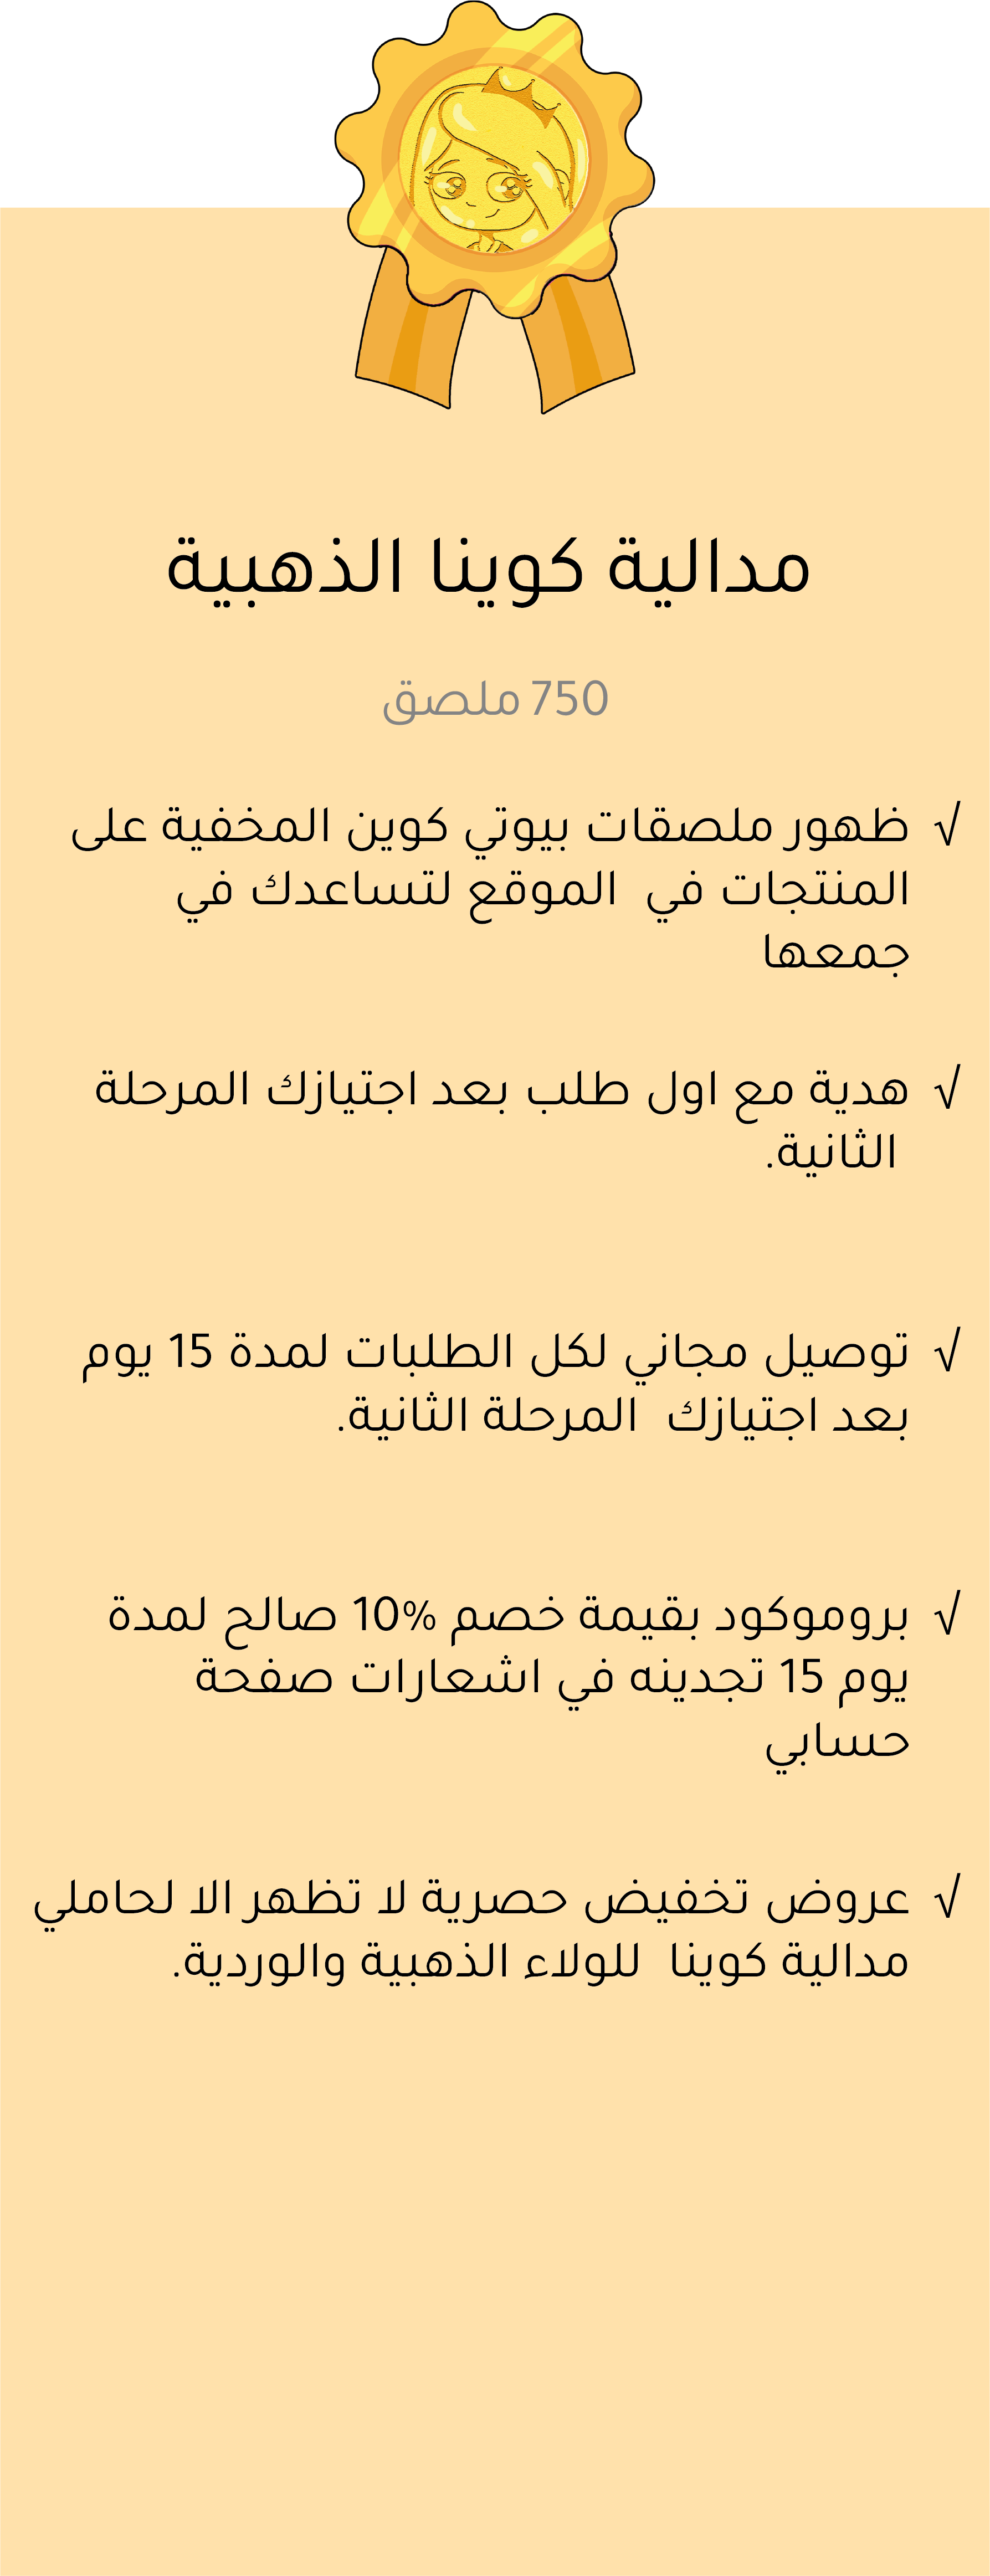 مدالية كوينا الذهبية
750 ملصق
√ ظهور ملصقات بيوتي كوين المخفية على
المنتجات في الموقع لتساعدك في
جمعها
√ هدية مع اول طلب بعد اجتيازك المرحلة
الثانية.
√ توصيل مجاني لكل الطلبات لمدة 15 يوم
بعد اجتيازك المرحلة الثانية.
√ بروموكود بقيمة خصم 10% صالح لمدة
يوم 15 تجدينه في اشعارات صفحة
حسابي
√ عروض تخفيض حصرية لا تظهر الا لحاملي
مدالية كوينا للولاء الذهبية والوردية.